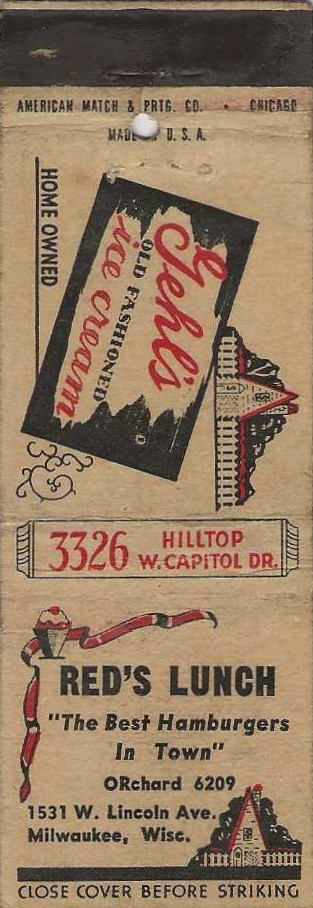 AMERICAN MATCH & PRTG. CO. • CHICAGO
MADE U. S. A.
HOME OWNED
Gehl's
OLD FASHIONED
ice cream
3326 HILLTOP
W. CAPITOL DR.
RED'S LUNCH
"The Best Hamburgers
In Town"
ORchard 6209
1531 W. Lincoln Ave.
Milwaukee, Wisc.
CLOSE COVER BEFORE STRIKING